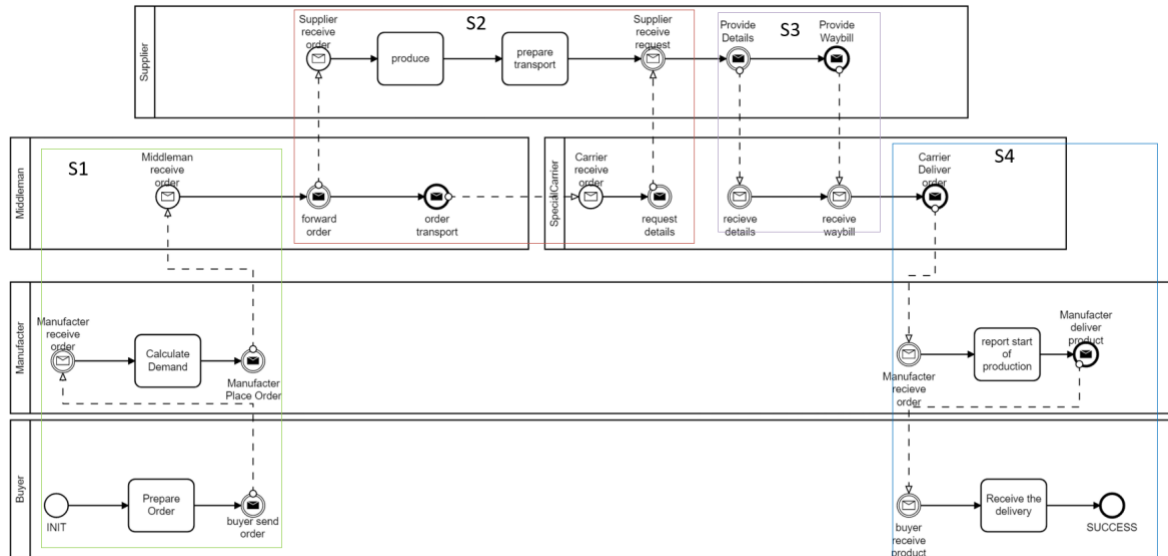 Supplier
Supplier
receive
order
S2
produce
prepare
transport
Supplier
receive
request
Provide
Details
S3
Provide
Waybill
Middleman
S1
Middleman
receive
order
forward
order
order
transport
SpecialCarrier
Carrier
receive
order
request
details
recieve
details
receive
waybill
Carrier
Deliver
order
S4
Manufacter
Manufacter
receive
order
Calculate
Demand
Manufacter
Place Order
Manufacter
recieve
order
report start
of
production
Manufacter
deliver
product
Buyer
INIT
Prepare
Order
buyer send
order
buyer
receive
product
Receive the
delivery
SUCCESS